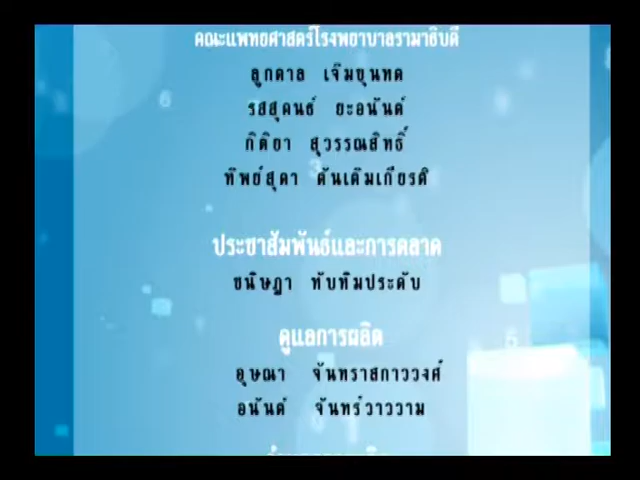 คณะแพทยศาสตร์โรงพยาบาลรามาธิบดี
ลูกตาล เจิมขุนทด
รสสุคนธ์ ยะอนันต์
กิติยา สุวรรณสิทธิ์
ทิพย์สุดา ตันเติมเกียรติ
ประชาสัมพันธ์และการตลาด
ชนิษฎา ทับทิมประดับ
ดูแลการผลิต
อุษณา จันทราสกาววงศ์
อนันต์ จันทร์วาววาม